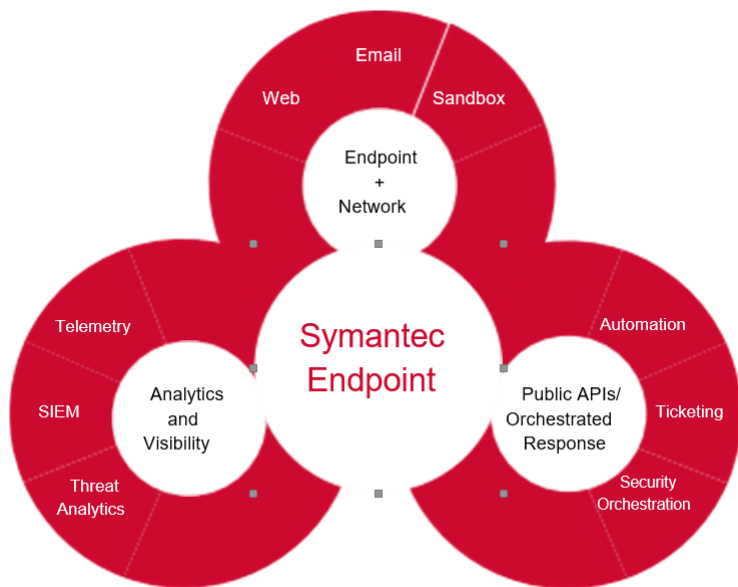 Email
Web
Sandbox
Endpoint
+
Network
Symantec
Endpoint
Telemetry
SIEM
Threat
Analytics
Analytics
and
Visibility
Automation
Ticketing
Security
Orchestration
Public APIs/
Orchestrated
Response